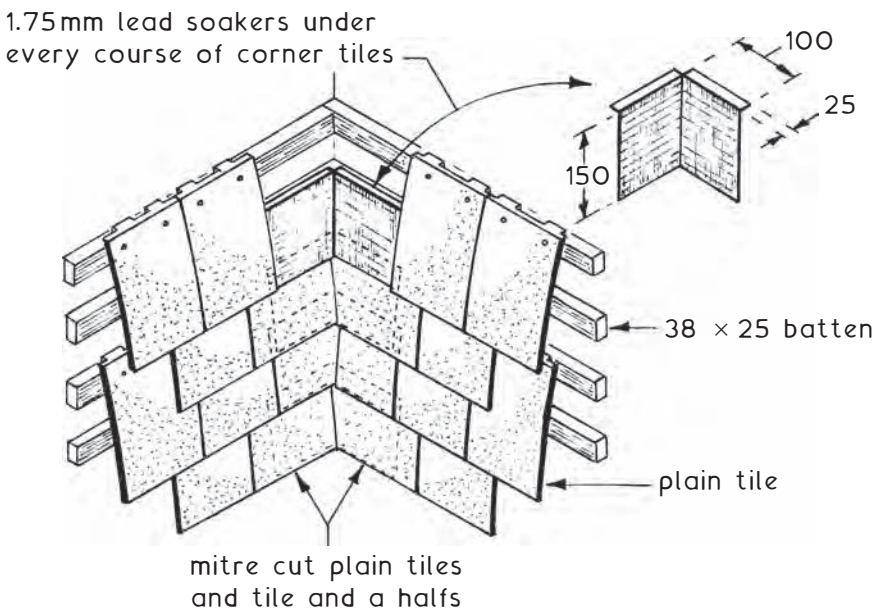 1.75mm lead soakers under
every course of corner tiles
100
25
150
38 × 25 batten
plain tile
mitre cut plain tiles
and tile and a halfs